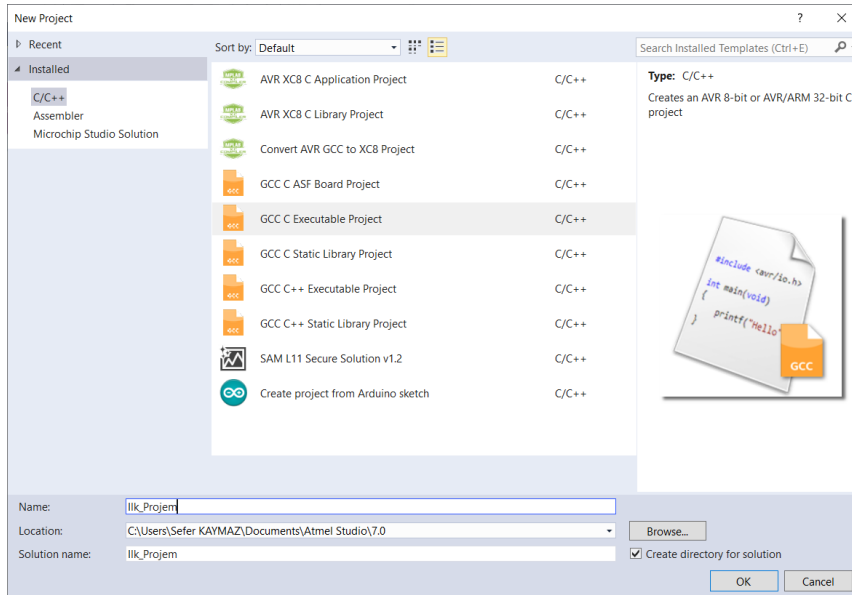 New Project
Recent
Installed
C/C++
Assembler
Microchip Studio Solution
Sort by: Default
AVR XC8 C Application Project C/C++
AVR XC8 C Library Project C/C++
Convert AVR GCC to XC8 Project C/C++
GCC C ASF Board Project C/C++
GCC C Executable Project C/C++
GCC C Static Library Project C/C++
GCC C++ Executable Project C/C++
GCC C++ Static Library Project C/C++
SAM L11 Secure Solution v1.2 C/C++
Create project from Arduino sketch C/C++
Search Installed Templates (Ctrl+E)
Type: C/C++
Creates an AVR 8-bit or AVR/ARM 32-bit C
project
#include <avr/io.h>
int main(void)
{
printf("Hello"
}
GCC
Name: Ilk_Projem
Location: C:\Users\Sefer KAYMAZ\Documents\Atmel Studio\7.0
Browse...
Solution name: Ilk_Projem
Create directory for solution
OK Cancel